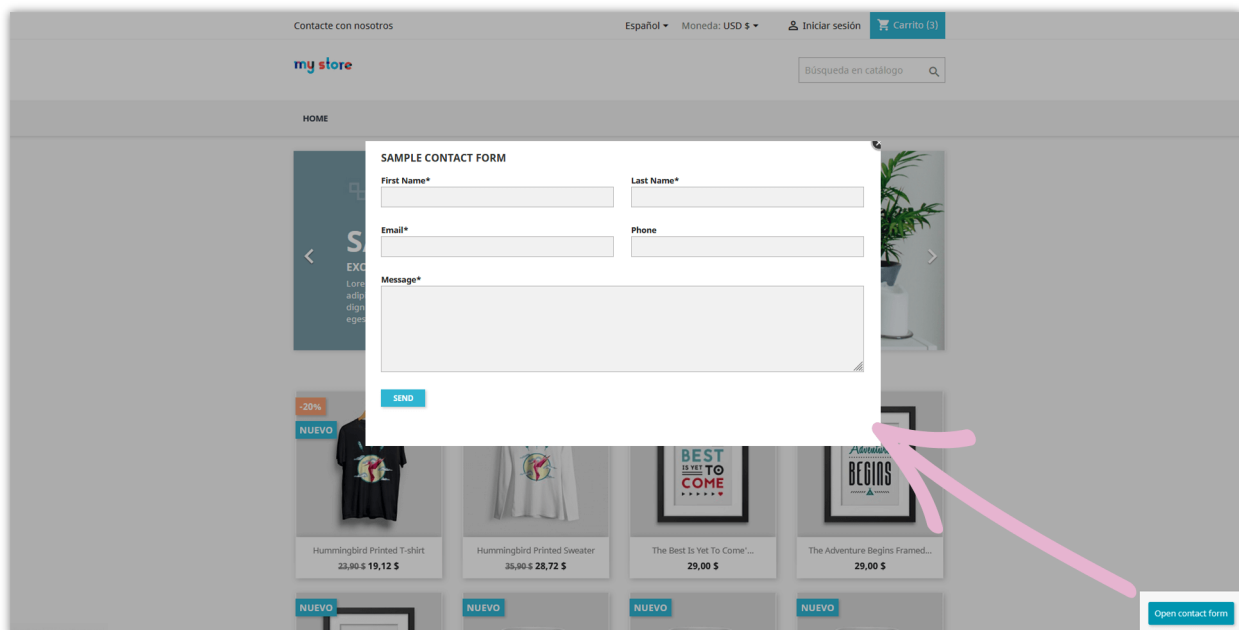 Contacte con nosotros
Español
Moneda: USD $
Iniciar sesión
Carrito (3)
my store
Búsqueda en catálogo
HOME
SAMPLE CONTACT FORM
First Name*
Last Name*
Email*
Phone
Message*
SEND
-20%
NUEVO
BEST
IS YET TO
COME
Adventure
BEGINS
Hummingbird Printed T-shirt
23,90 $ 19,12 $
Hummingbird Printed Sweater
35,90 $ 28,72 $
The Best Is Yet To Come'...
29,00 $
The Adventure Begins Framed...
29,00 $
NUEVO
NUEVO
NUEVO
NUEVO
Open contact form